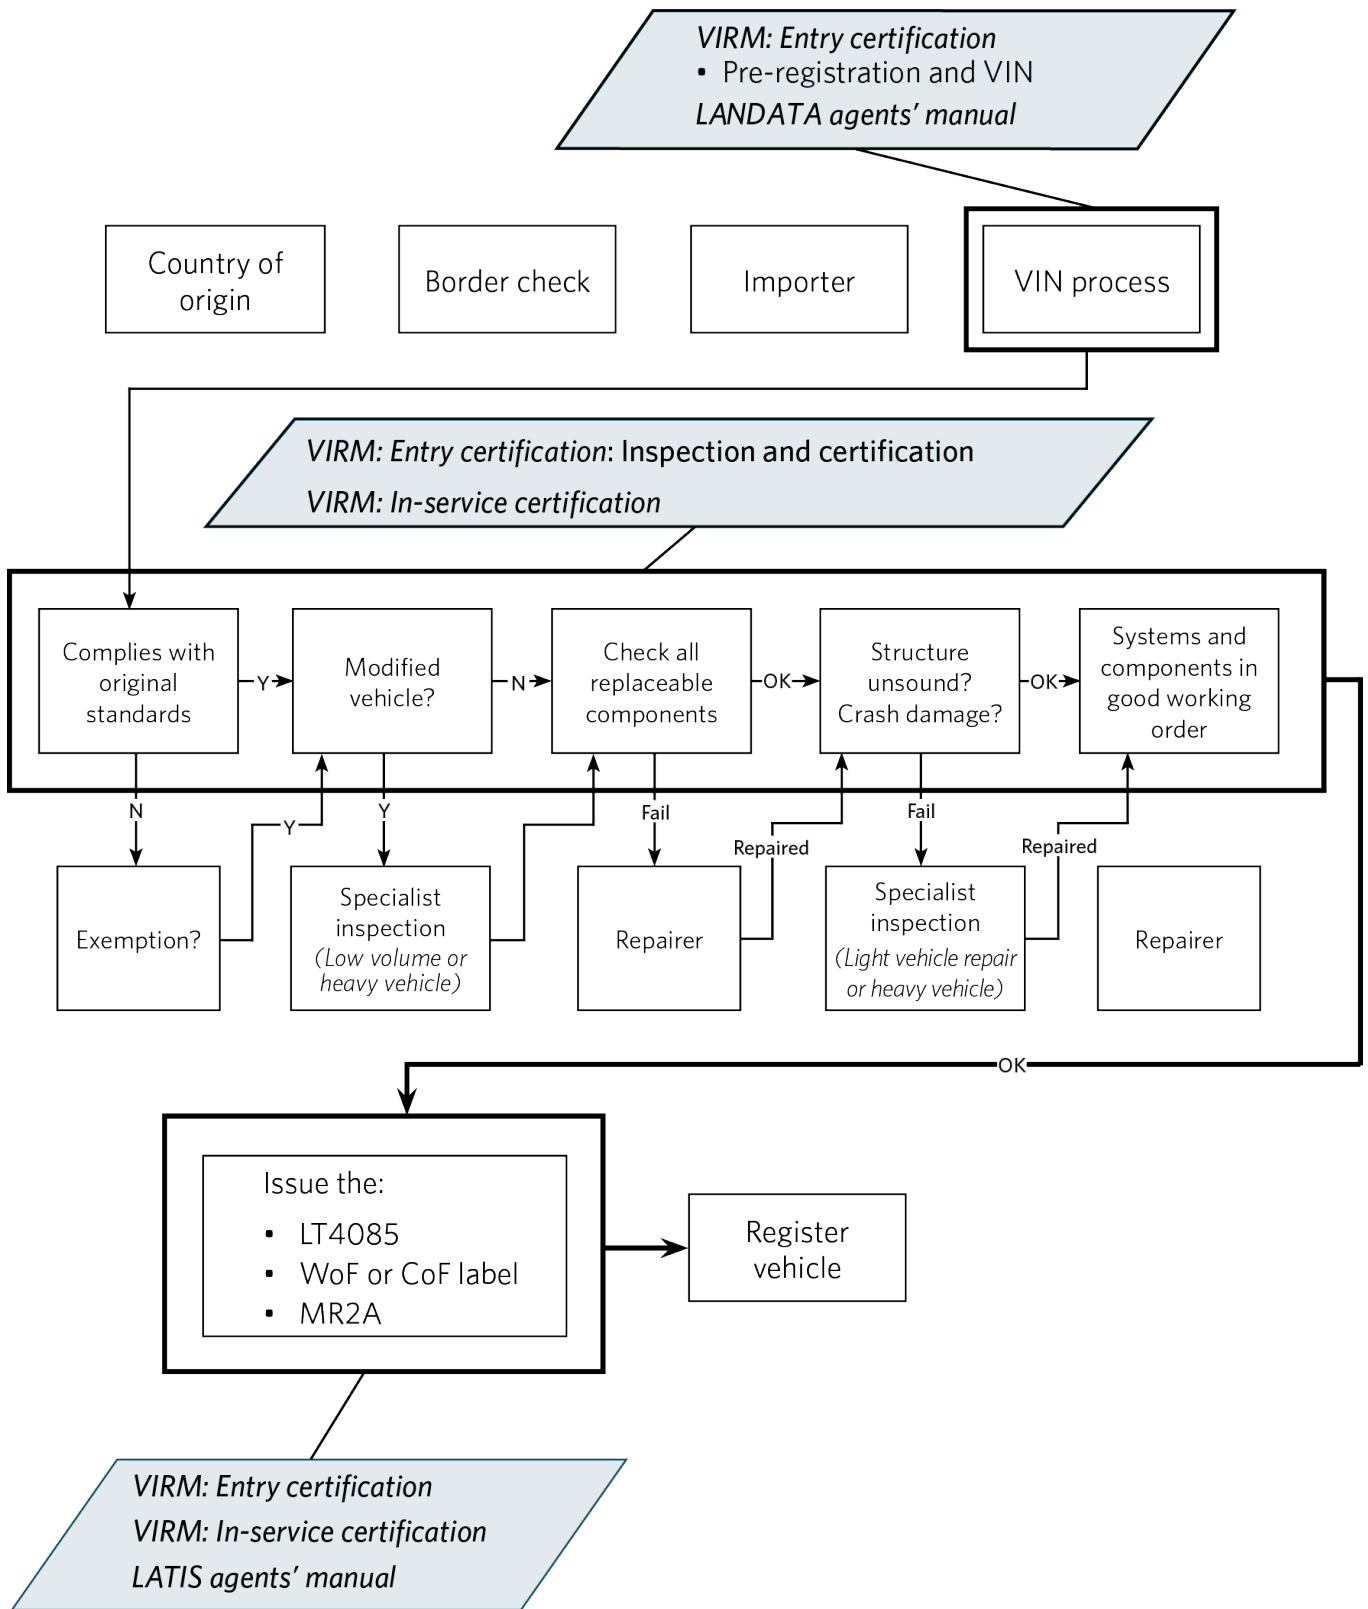 VIRM: Entry certification
• Pre-registration and VIN
LANDATA agents’ manual
Country of
origin
Border check
Importer
VIN process
VIRM: Entry certification: Inspection and certification
VIRM: In-service certification
Complies with
original
standards
Y
Modified
vehicle?
N
Check all
replaceable
components
OK
Structure
unsound?
Crash damage?
OK
Systems and
components in
good working
order
N
Y
Y
Fail
Repaired
Fail
Repaired
Exemption?
Specialist
inspection
(Low volume or
heavy vehicle)
Repairer
Specialist
inspection
(Light vehicle repair
or heavy vehicle)
Repairer
OK
Issue the:
• LT4085
• WoF or CoF label
• MR2A
Register
vehicle
VIRM: Entry certification
VIRM: In-service certification
LATIS agents’ manual